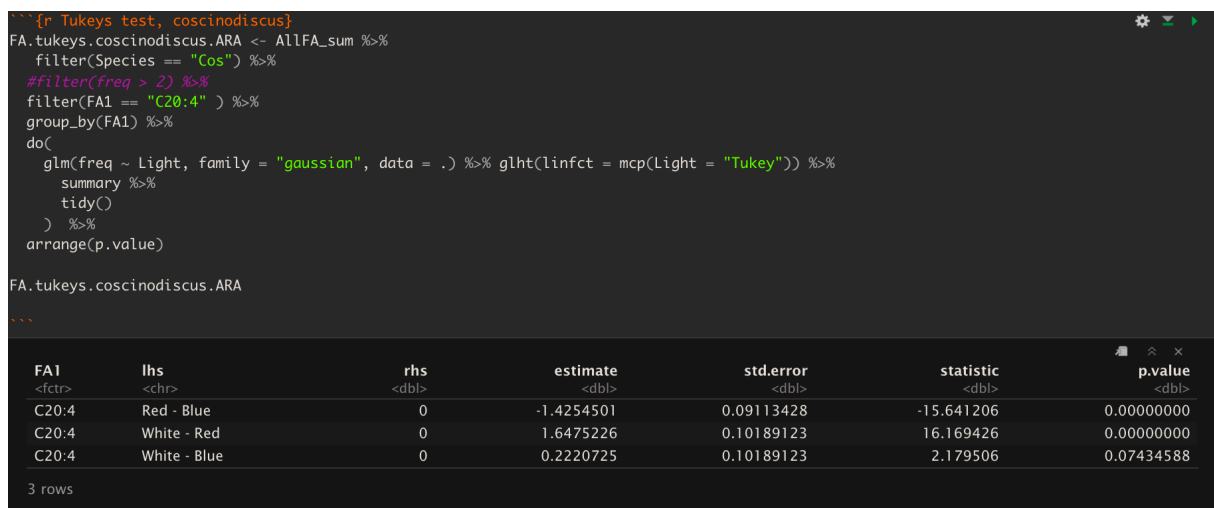 ```{r Tukeys test, coscinodiscus}
FA.tukeys.coscinodiscus.ARA <- AllFA_sum %>%
   filter(Species == "Cos") %>%
  #filter(freq > 2) %>%
  filter(FA1 == "C20:4" ) %>%
  group_by(FA1) %>%
  do(
    glm(freq ~ Light, family = "gaussian", data = .) %>% glht(linfct = mcp(Light = "Tukey")) %>%
      summary %>%
      tidy()
    )  %>%
  arrange(p.value)

FA.tukeys.coscinodiscus.ARA

```
FA1 lhs rhs estimate std.error statistic p.value
<fctr> <chr> <dbl> <dbl> <dbl> <dbl> <dbl>
C20:4 Red - Blue 0 -1.4254501 0.09113428 -15.641206 0.00000000
C20:4 White - Red 0 1.6475226 0.10189123 16.169426 0.00000000
C20:4 White - Blue 0 0.2220725 0.10189123 2.179506 0.07434588
3 rows